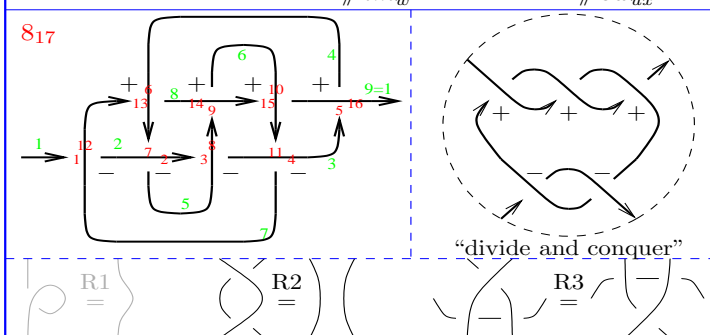 8₁₇
4
6
+ 6 8 + + 10 + 9=1
13 14 15 5 16
9
1 12 2 7 2 3 8 11 4 3
1
− − − −
5
7
+ + +
− −
“divide and conquer”
R1
=
R2
=
R3
=